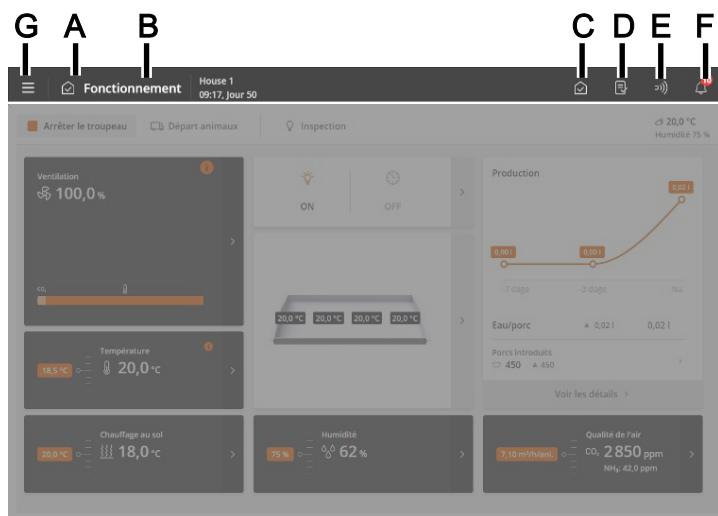 G A B C D E F
Fonctionnement
House 1
09:17, Jour 50
10
Arrêter le troupeau
Départ animaux
Inspection
20,0 °C
Humidité 75 %
Ventilation
i
100,0 %
CO₂
ON
OFF
20,0 °C 20,0 °C 20,0 °C 20,0 °C
Production
0,02 l
0,00 l
0,00 l
-2 dage
Eau/porc
0,02 l
0,02 l
Porcs introduits
450
450
Voir les détails
Température
18,5 °C
20,0 °C
Chauffage au sol
20,0 °C
18,0 °C
Humidité
75 %
62 %
Qualité de l'air
7,10 m³/h/ani.
CO₂ 2 850 ppm
NH₃: 42,0 ppm